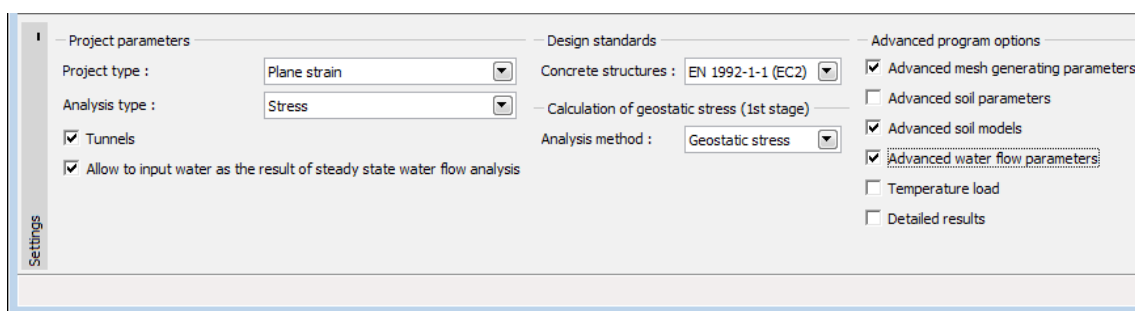 Project parameters
Project type :
Plane strain
Analysis type :
Stress
Tunnels
Allow to input water as the result of steady state water flow analysis
Design standards
Concrete structures :
EN 1992-1-1 (EC2)
Calculation of geostatic stress (1st stage)
Analysis method :
Geostatic stress
Advanced program options
Advanced mesh generating parameters
Advanced soil parameters
Advanced soil models
Advanced water flow parameters
Temperature load
Detailed results
Settings